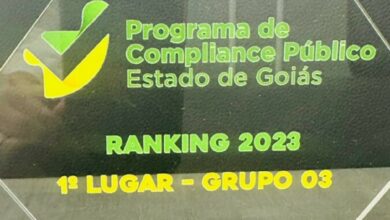 Programa de
Compliance Público
Estado de Goiás
RANKING 2023
1º LUGAR - GRUPO 03